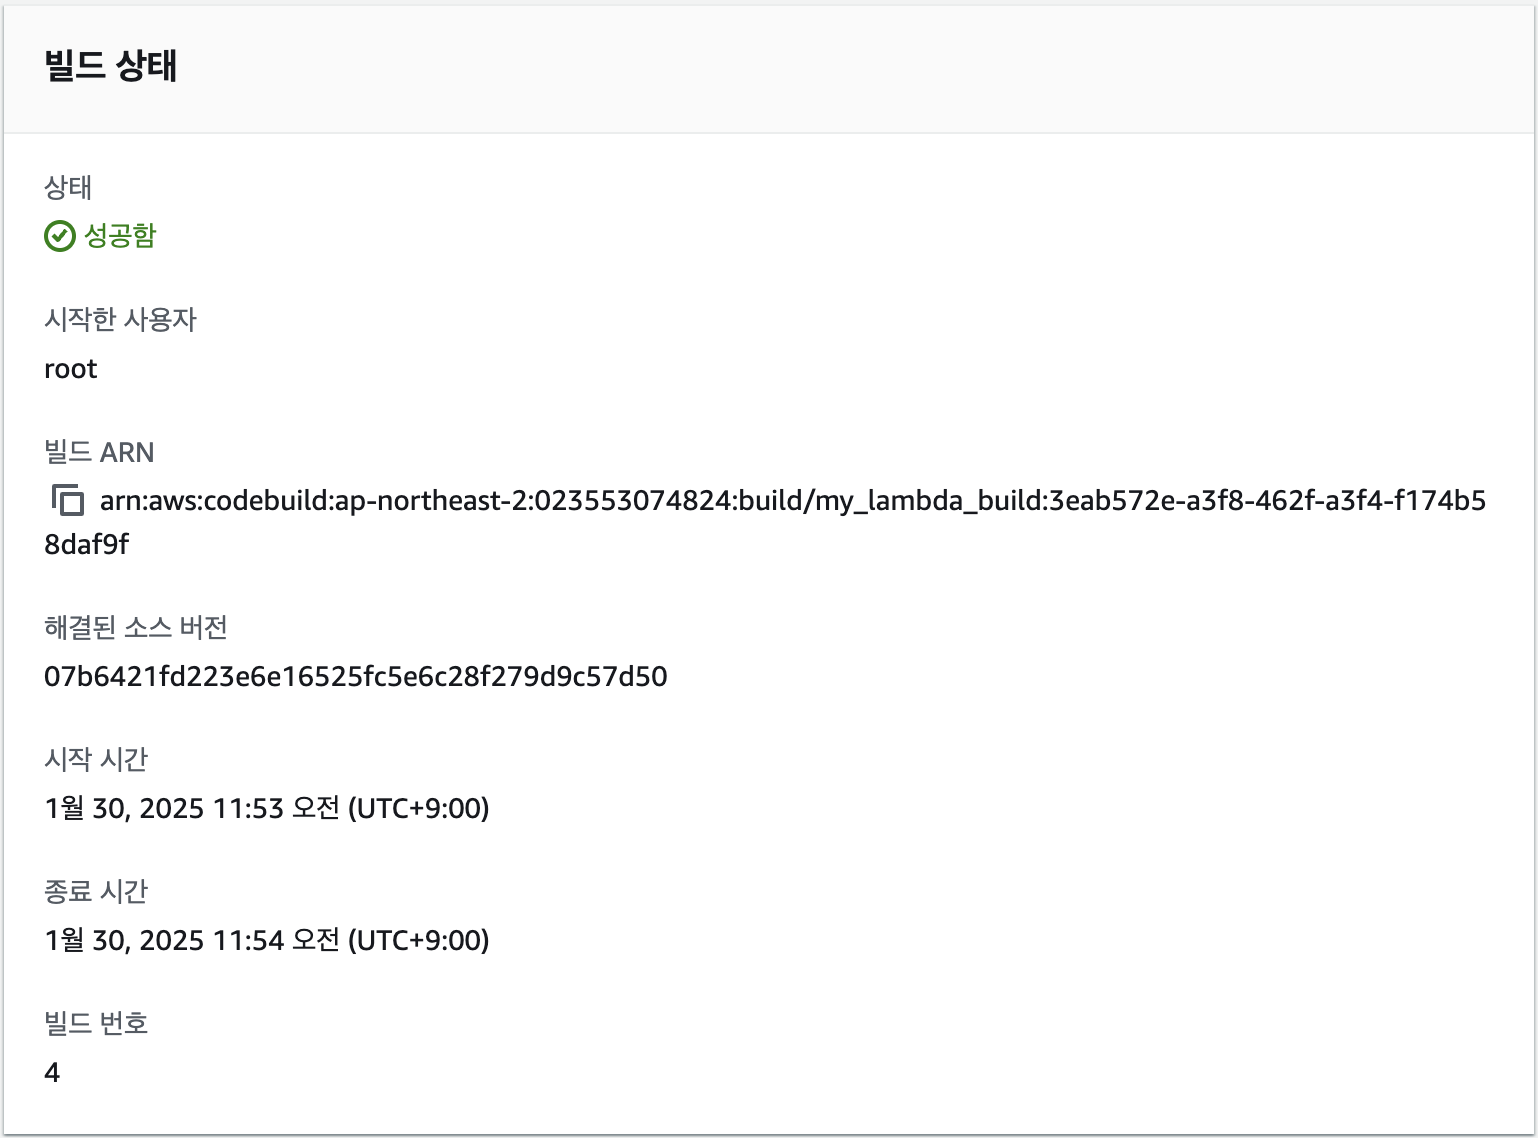 빌드 상태
상태
성공함
시작한 사용자
root
빌드 ARN
arn:aws:codebuild:ap-northeast-2:023553074824:build/my_lambda_build:3eab572e-a3f8-462f-a3f4-f174b5
8daf9f
해결된 소스 버전
07b6421fd223e6e16525fc5e6c28f279d9c57d50
시작 시간
1월 30, 2025 11:53 오전 (UTC+9:00)
종료 시간
1월 30, 2025 11:54 오전 (UTC+9:00)
빌드 번호
4